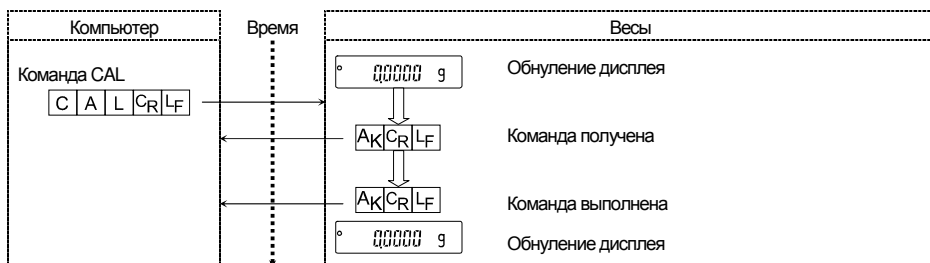 Компьютер Время Весы
0.0000 g Обнуление дисплея
Команда CAL
C A L CR LF
AK CR LF Команда получена
AK CR LF Команда выполнена
0.0000 g Обнуление дисплея